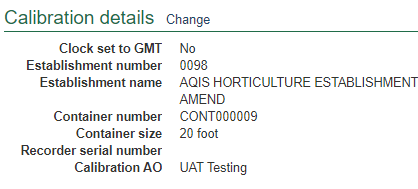 Calibration details Change
Clock set to GMT No
Establishment number 0098
Establishment name AQIS HORTICULTURE ESTABLISHMENT
AMEND
Container number CONT000009
Container size 20 foot
Recorder serial number
Calibration AO UAT Testing